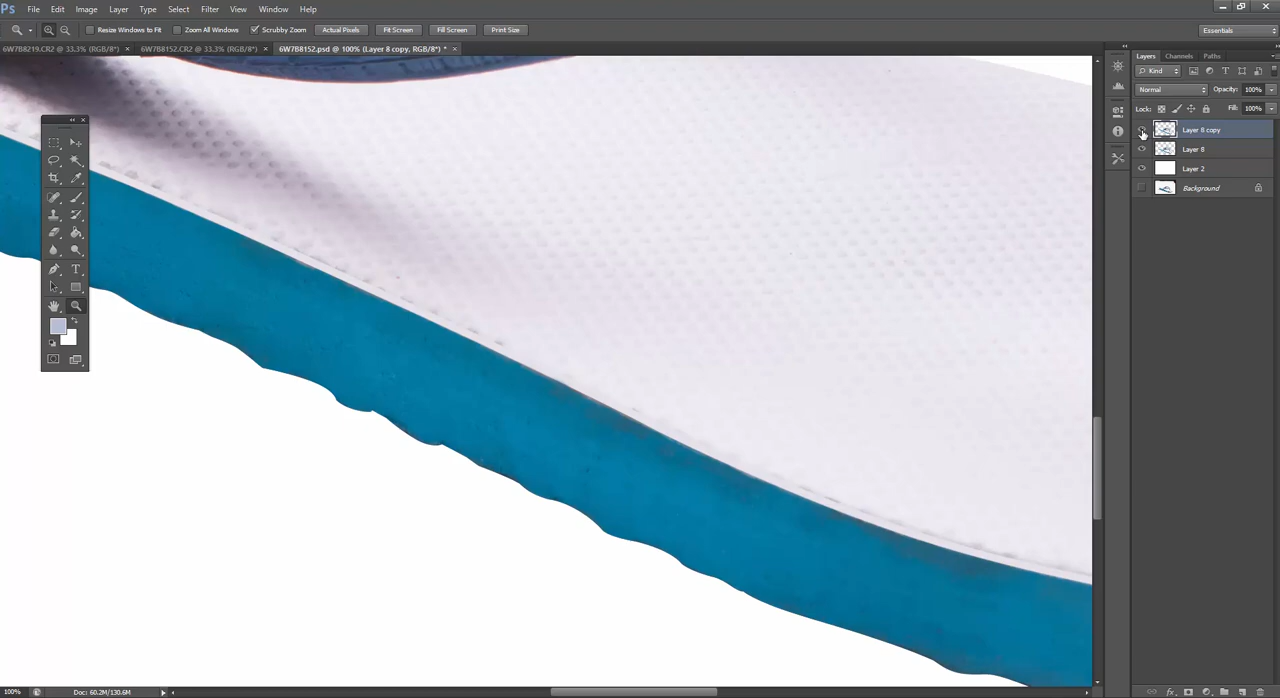 Ps File Edit Image Layer Type Select Filter View Window Help
Resize Windows to Fit Zoom All Windows Scrubby Zoom Actual Pixels Fit Screen Fill Screen Print Size Essentials
6W7B8219.CR2 @ 33.3% (RGB/8*) × 6W7B8152.CR2 @ 33.3% (RGB/8*) × 6W7B8152.psd @ 100% (Layer 8 copy, RGB/8*) * ×
Layers Channels Paths
Kind
Normal Opacity: 100%
Lock: Fill: 100%
Layer 8 copy
Layer 8
Layer 2
Background
100% Doc: 60.2M/130.6M